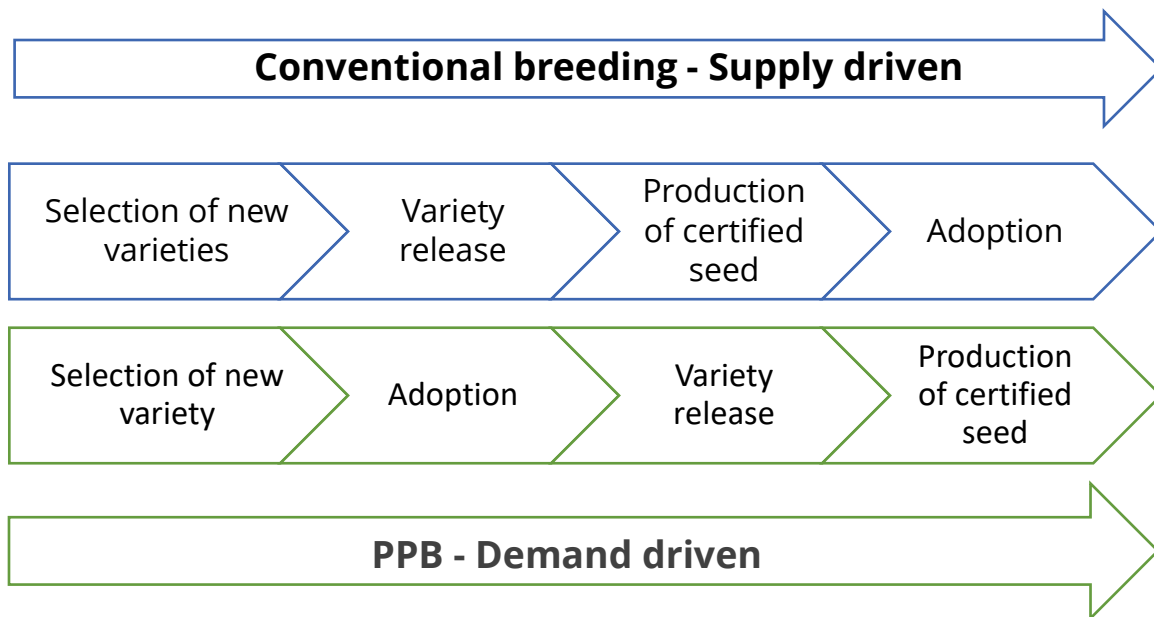 Conventional breeding - Supply driven
Selection of new
varieties
Variety
release
Production
of certified
seed
Adoption
Selection of new
variety
Adoption
Variety
release
Production
of certified
seed
PPB - Demand driven